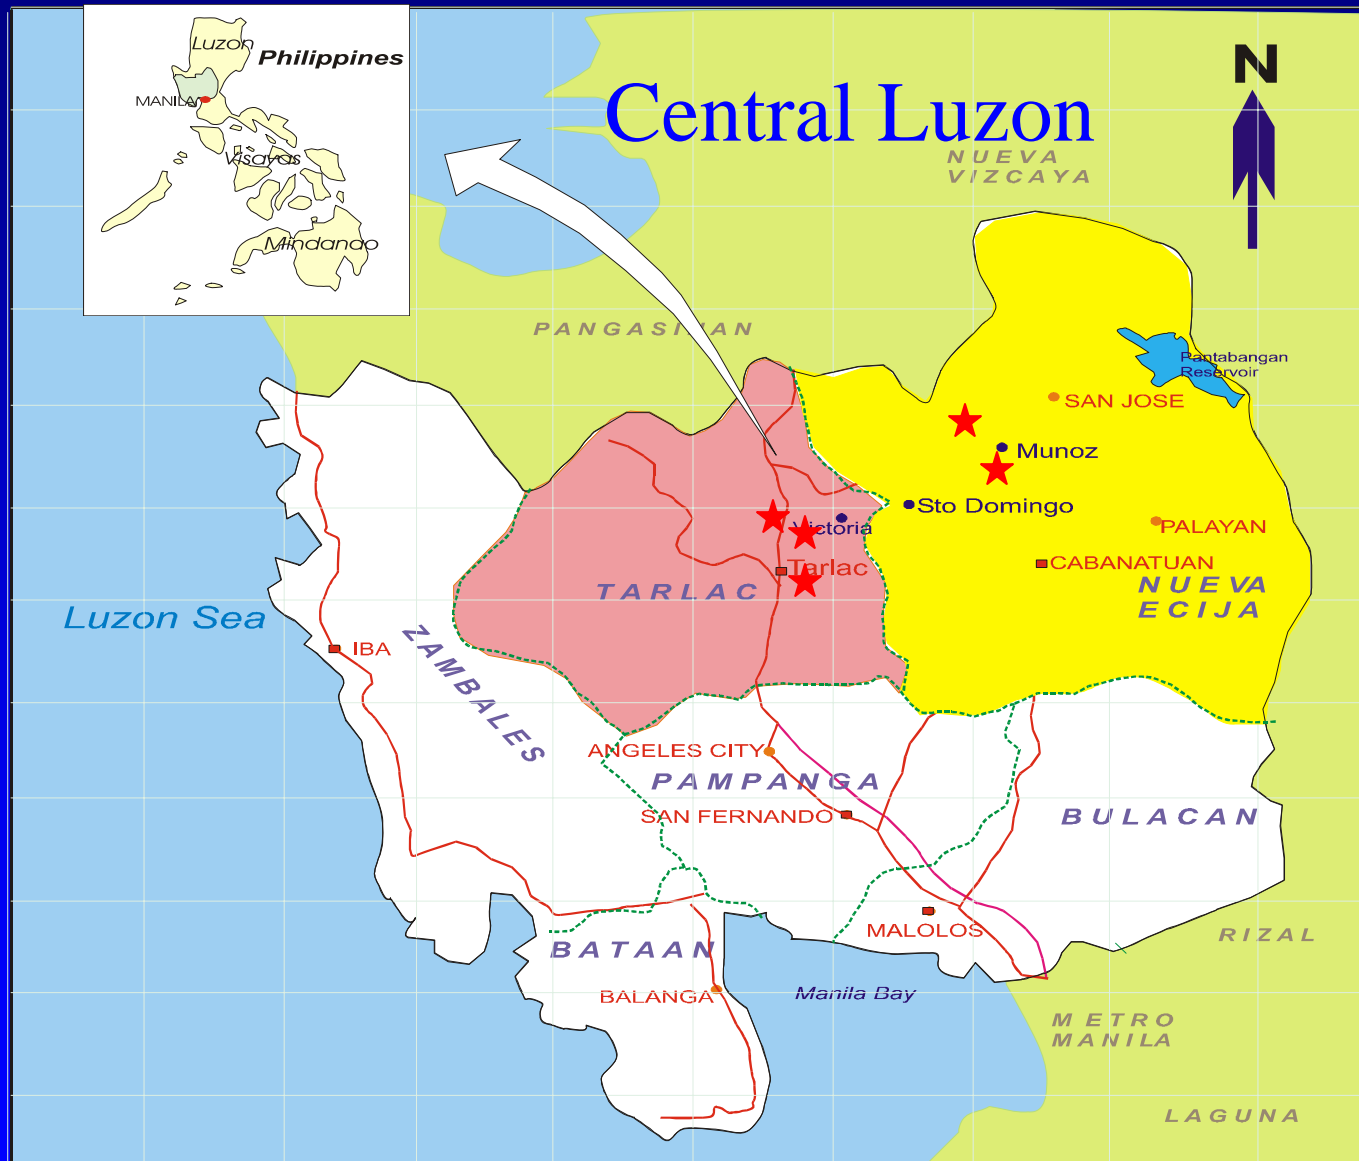 Luzon
Philippines
MANILA
Visayas
Mindanao
N
Central Luzon
NUEVA
VIZCAYA
PANGASINAN
Pantabangan
Reservoir
SAN JOSE
Munoz
Sto Domingo
Victoria
PALAYAN
Tarlac
CABANATUAN
TARLAC
NUEVA
ECIJA
Luzon Sea
IBA
ZAMBALES
ANGELES CITY
PAMPANGA
SAN FERNANDO
BULACAN
MALOLOS
RIZAL
BATAAN
BALANGA
Manila Bay
METRO
MANILA
LAGUNA